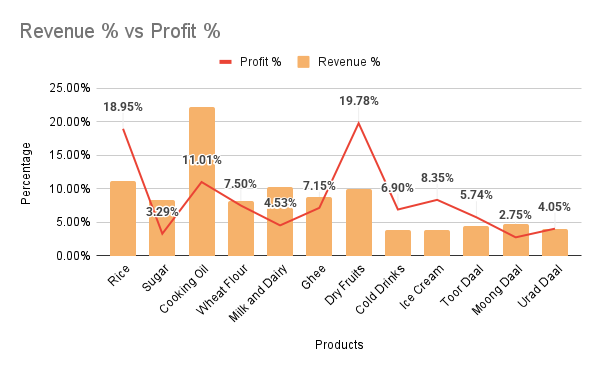 Revenue % vs Profit %
Profit %
Revenue %
25.00%
20.00%
15.00%
10.00%
5.00%
0.00%
Percentage
18.95%
3.29%
11.01%
7.50%
4.53%
7.15%
19.78%
6.90%
8.35%
5.74%
2.75%
4.05%
Rice
Sugar
Cooking Oil
Wheat Flour
Milk and Dairy
Ghee
Dry Fruits
Cold Drinks
Ice Cream
Toor Daal
Moong Daal
Urad Daal
Products